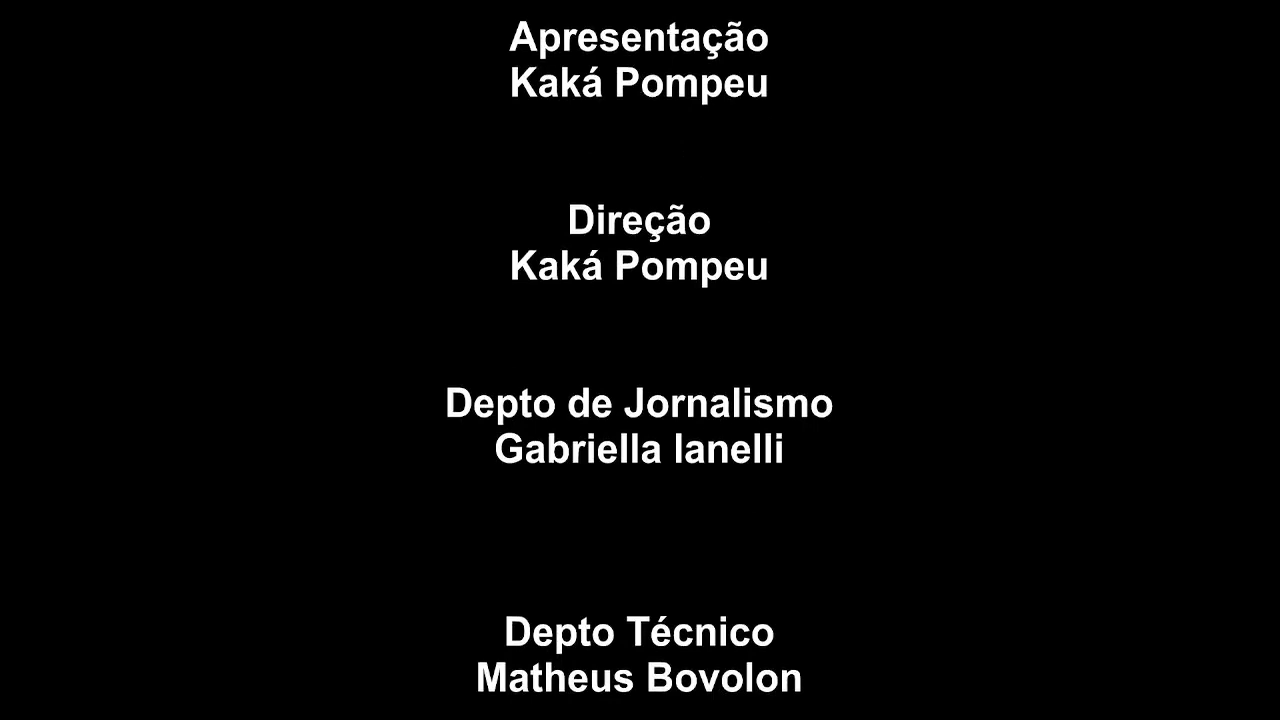 Apresentação
Kaká Pompeu
Direção
Kaká Pompeu
Depto de Jornalismo
Gabriella Ianelli
Depto Técnico
Matheus Bovolon